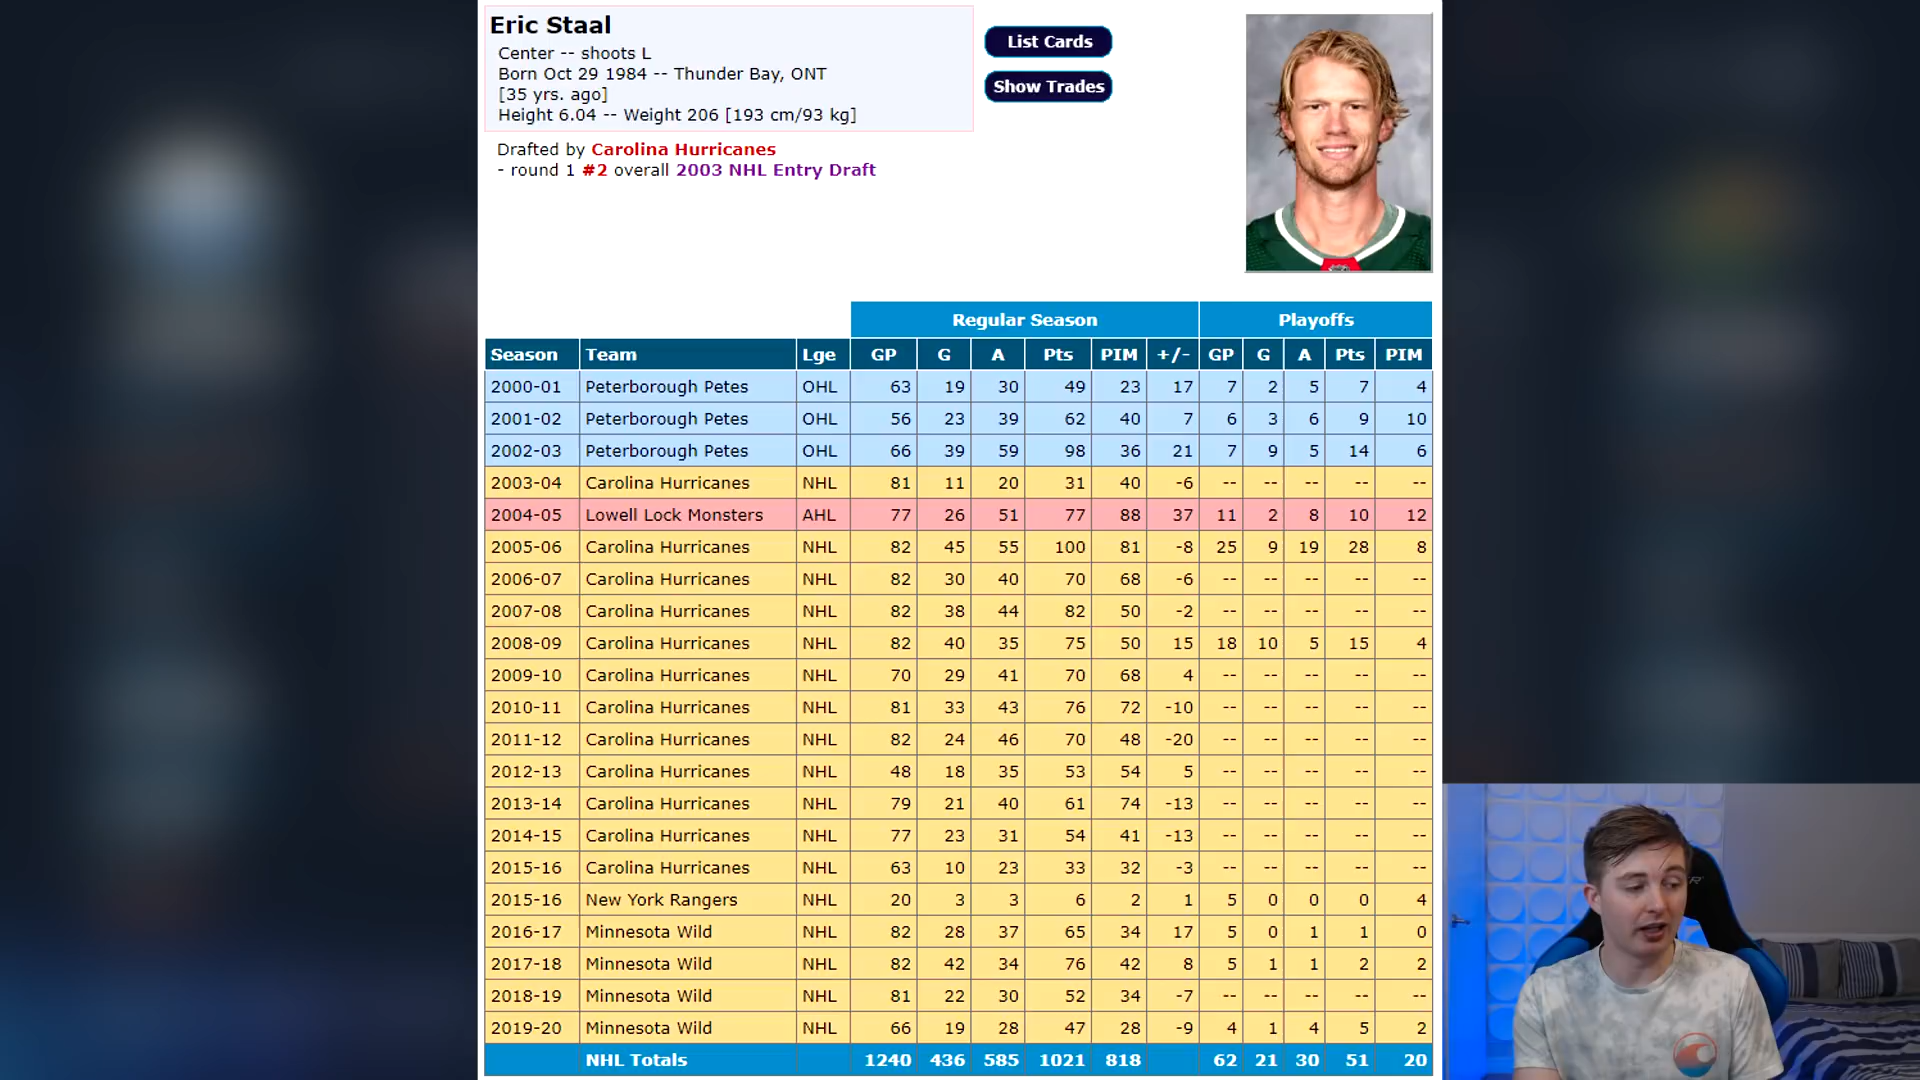 Eric Staal
Center -- shoots L
Born Oct 29 1984 -- Thunder Bay, ONT
[35 yrs. ago]
Height 6.04 -- Weight 206 [193 cm/93 kg]
List Cards
Show Trades
Drafted by Carolina Hurricanes
- round 1 #2 overall 2003 NHL Entry Draft
Regular Season Playoffs
Season Team Lge GP G A Pts PIM +/- GP G A Pts PIM
2000-01 Peterborough Petes OHL 63 19 30 49 23 17 7 2 5 7 4
2001-02 Peterborough Petes OHL 56 23 39 62 40 7 6 3 6 9 10
2002-03 Peterborough Petes OHL 66 39 59 98 36 21 7 9 5 14 6
2003-04 Carolina Hurricanes NHL 81 11 20 31 40 -6 -- -- -- -- --
2004-05 Lowell Lock Monsters AHL 77 26 51 77 88 37 11 2 8 10 12
2005-06 Carolina Hurricanes NHL 82 45 55 100 81 -8 25 9 19 28 8
2006-07 Carolina Hurricanes NHL 82 30 40 70 68 -6 -- -- -- -- --
2007-08 Carolina Hurricanes NHL 82 38 44 82 50 -2 -- -- -- -- --
2008-09 Carolina Hurricanes NHL 82 40 35 75 50 15 18 10 5 15 4
2009-10 Carolina Hurricanes NHL 70 29 41 70 68 4 -- -- -- -- --
2010-11 Carolina Hurricanes NHL 81 33 43 76 72 -10 -- -- -- -- --
2011-12 Carolina Hurricanes NHL 82 24 46 70 48 -20 -- -- -- -- --
2012-13 Carolina Hurricanes NHL 48 18 35 53 54 5 -- -- -- -- --
2013-14 Carolina Hurricanes NHL 79 21 40 61 74 -13 -- -- -- -- --
2014-15 Carolina Hurricanes NHL 77 23 31 54 41 -13 -- -- -- -- --
2015-16 Carolina Hurricanes NHL 63 10 23 33 32 -3 -- -- -- -- --
2015-16 New York Rangers NHL 20 3 3 6 2 1 5 0 0 0 4
2016-17 Minnesota Wild NHL 82 28 37 65 34 17 5 0 1 1 0
2017-18 Minnesota Wild NHL 82 42 34 76 42 8 5 1 1 2 2
2018-19 Minnesota Wild NHL 81 22 30 52 34 -7 -- -- -- -- --
2019-20 Minnesota Wild NHL 66 19 28 47 28 -9 4 1 4 5 2
NHL Totals 1240 436 585 1021 818 62 21 30 51 20